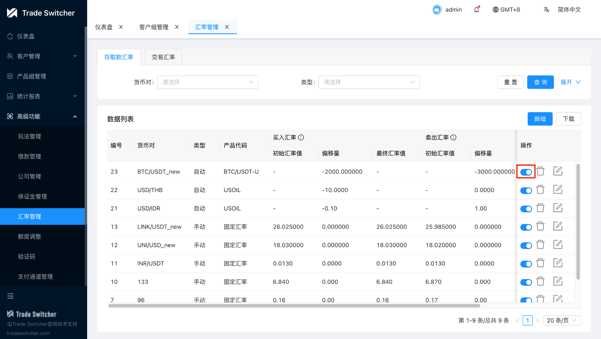 Trade Switcher
admin
GMT+8
简体中文
仪表盘
客户组管理
汇率管理
仪表盘
客户管理
产品组管理
统计报表
高级功能
玩法管理
借款管理
公司管理
保证金管理
汇率管理
额度调整
验证码
支付通道管理
Trade Switcher
由Trade Switcher提供技术支持
tradeswitcher.com
存取款汇率
交易汇率
货币对:
请选择
类型:
请选择
重 置
查 询
展开
数据列表
新增
下载
编号 货币对 类型 产品代码 买入汇率 卖出汇率 操作
初始汇率值 偏移量 最终汇率值 初始汇率值 偏移量
23 BTC/USDT_new 自动 BTC/USDT-U - -2000.000000 - - -3000.000000
22 USD/THB 自动 USOIL - -10.0000 - - 0.0000
21 USD/IDR 自动 USOIL - -0.10 - - 1.00
13 LINK/USDT_new 手动 固定汇率 26.025000 0.000000 26.025000 25.985000 0.000000
12 UNI/USD_new 手动 固定汇率 18.030000 0.000000 18.030000 18.020000 0.000000
11 INR/USDT 手动 固定汇率 0.0130 0.0000 0.0130 0.0130 0.0000
10 133 手动 固定汇率 6.840 0.000 6.840 6.870 0.000
7 96 手动 固定汇率 0.16 0.00 0.16 0.17 0.00
第 1-9 条/总共 9 条
1
20 条/页